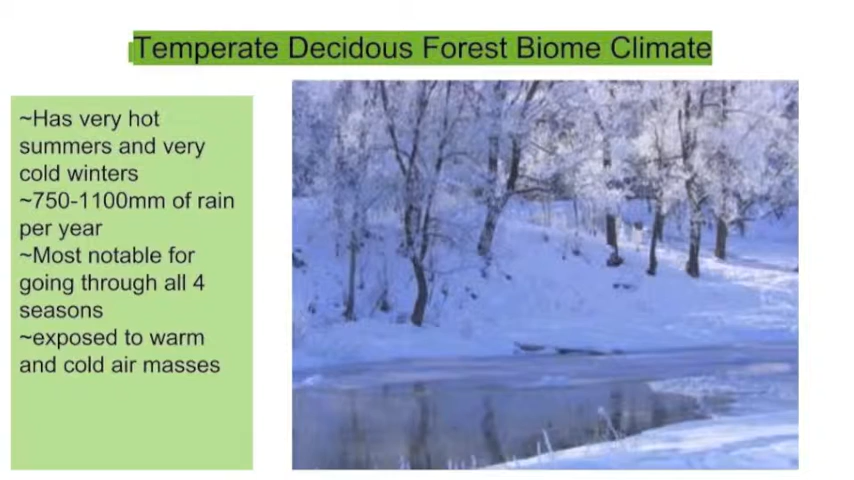 Temperate Decidous Forest Biome Climate
~Has very hot
summers and very
cold winters
~750-1100mm of rain
per year
~Most notable for
going through all 4
seasons
~exposed to warm
and cold air masses